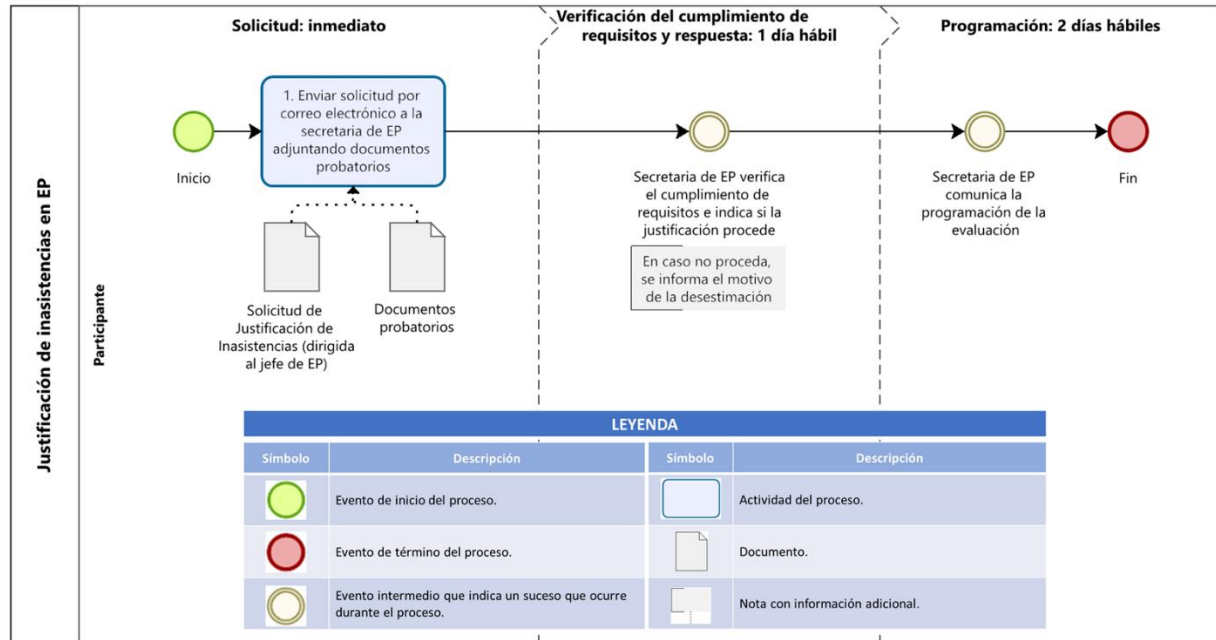 Solicitud: inmediato
Verificación del cumplimiento de
requisitos y respuesta: 1 día hábil
Programación: 2 días hábiles
Justificación de inasistencias en EP
Participante
Inicio
1. Enviar solicitud por
correo electrónico a la
secretaria de EP
adjuntando documentos
probatorios
Solicitud de
Justificación de
Inasistencias (dirigida
al jefe de EP)
Documentos
probatorios
Secretaria de EP verifica
el cumplimiento de
requisitos e indica si la
justificación procede
En caso no proceda,
se informa el motivo
de la desestimación
Secretaria de EP
comunica la
programación de la
evaluación
Fin
LEYENDA
Símbolo
Descripción
Símbolo
Descripción
Evento de inicio del proceso.
Actividad del proceso.
Evento de término del proceso.
Documento.
Evento intermedio que indica un suceso que ocurre
durante el proceso.
Nota con información adicional.